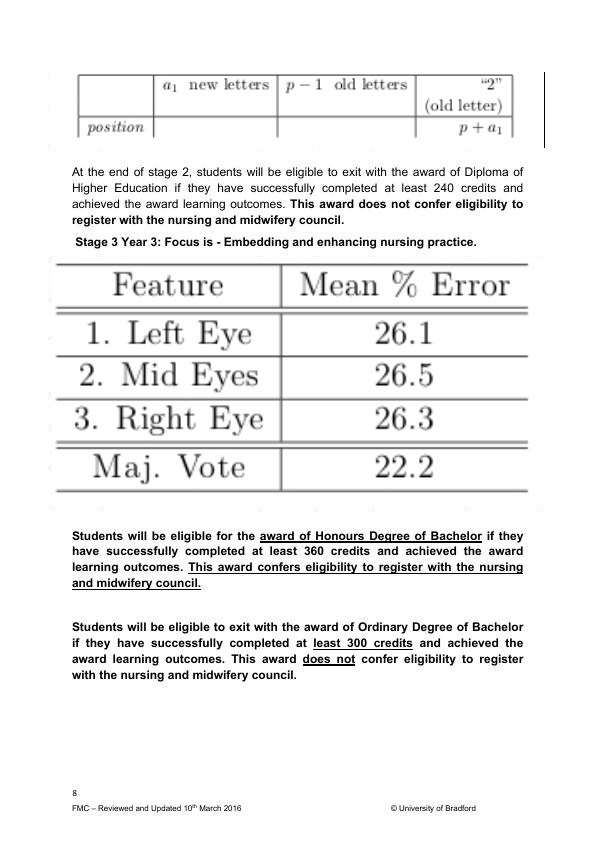 a1 new letters p − 1 old letters “2”
(old letter)
position p + a1
At the end of stage 2, students will be eligible to exit with the award of Diploma of
Higher Education if they have successfully completed at least 240 credits and
achieved the award learning outcomes. This award does not confer eligibility to
register with the nursing and midwifery council.
Stage 3 Year 3: Focus is - Embedding and enhancing nursing practice.
Feature Mean % Error
1. Left Eye 26.1
2. Mid Eyes 26.5
3. Right Eye 26.3
Maj. Vote 22.2
Students will be eligible for the award of Honours Degree of Bachelor if they
have successfully completed at least 360 credits and achieved the award
learning outcomes. This award confers eligibility to register with the nursing
and midwifery council.
Students will be eligible to exit with the award of Ordinary Degree of Bachelor
if they have successfully completed at least 300 credits and achieved the
award learning outcomes. This award does not confer eligibility to register
with the nursing and midwifery council.
8
FMC – Reviewed and Updated 10th March 2016 © University of Bradford